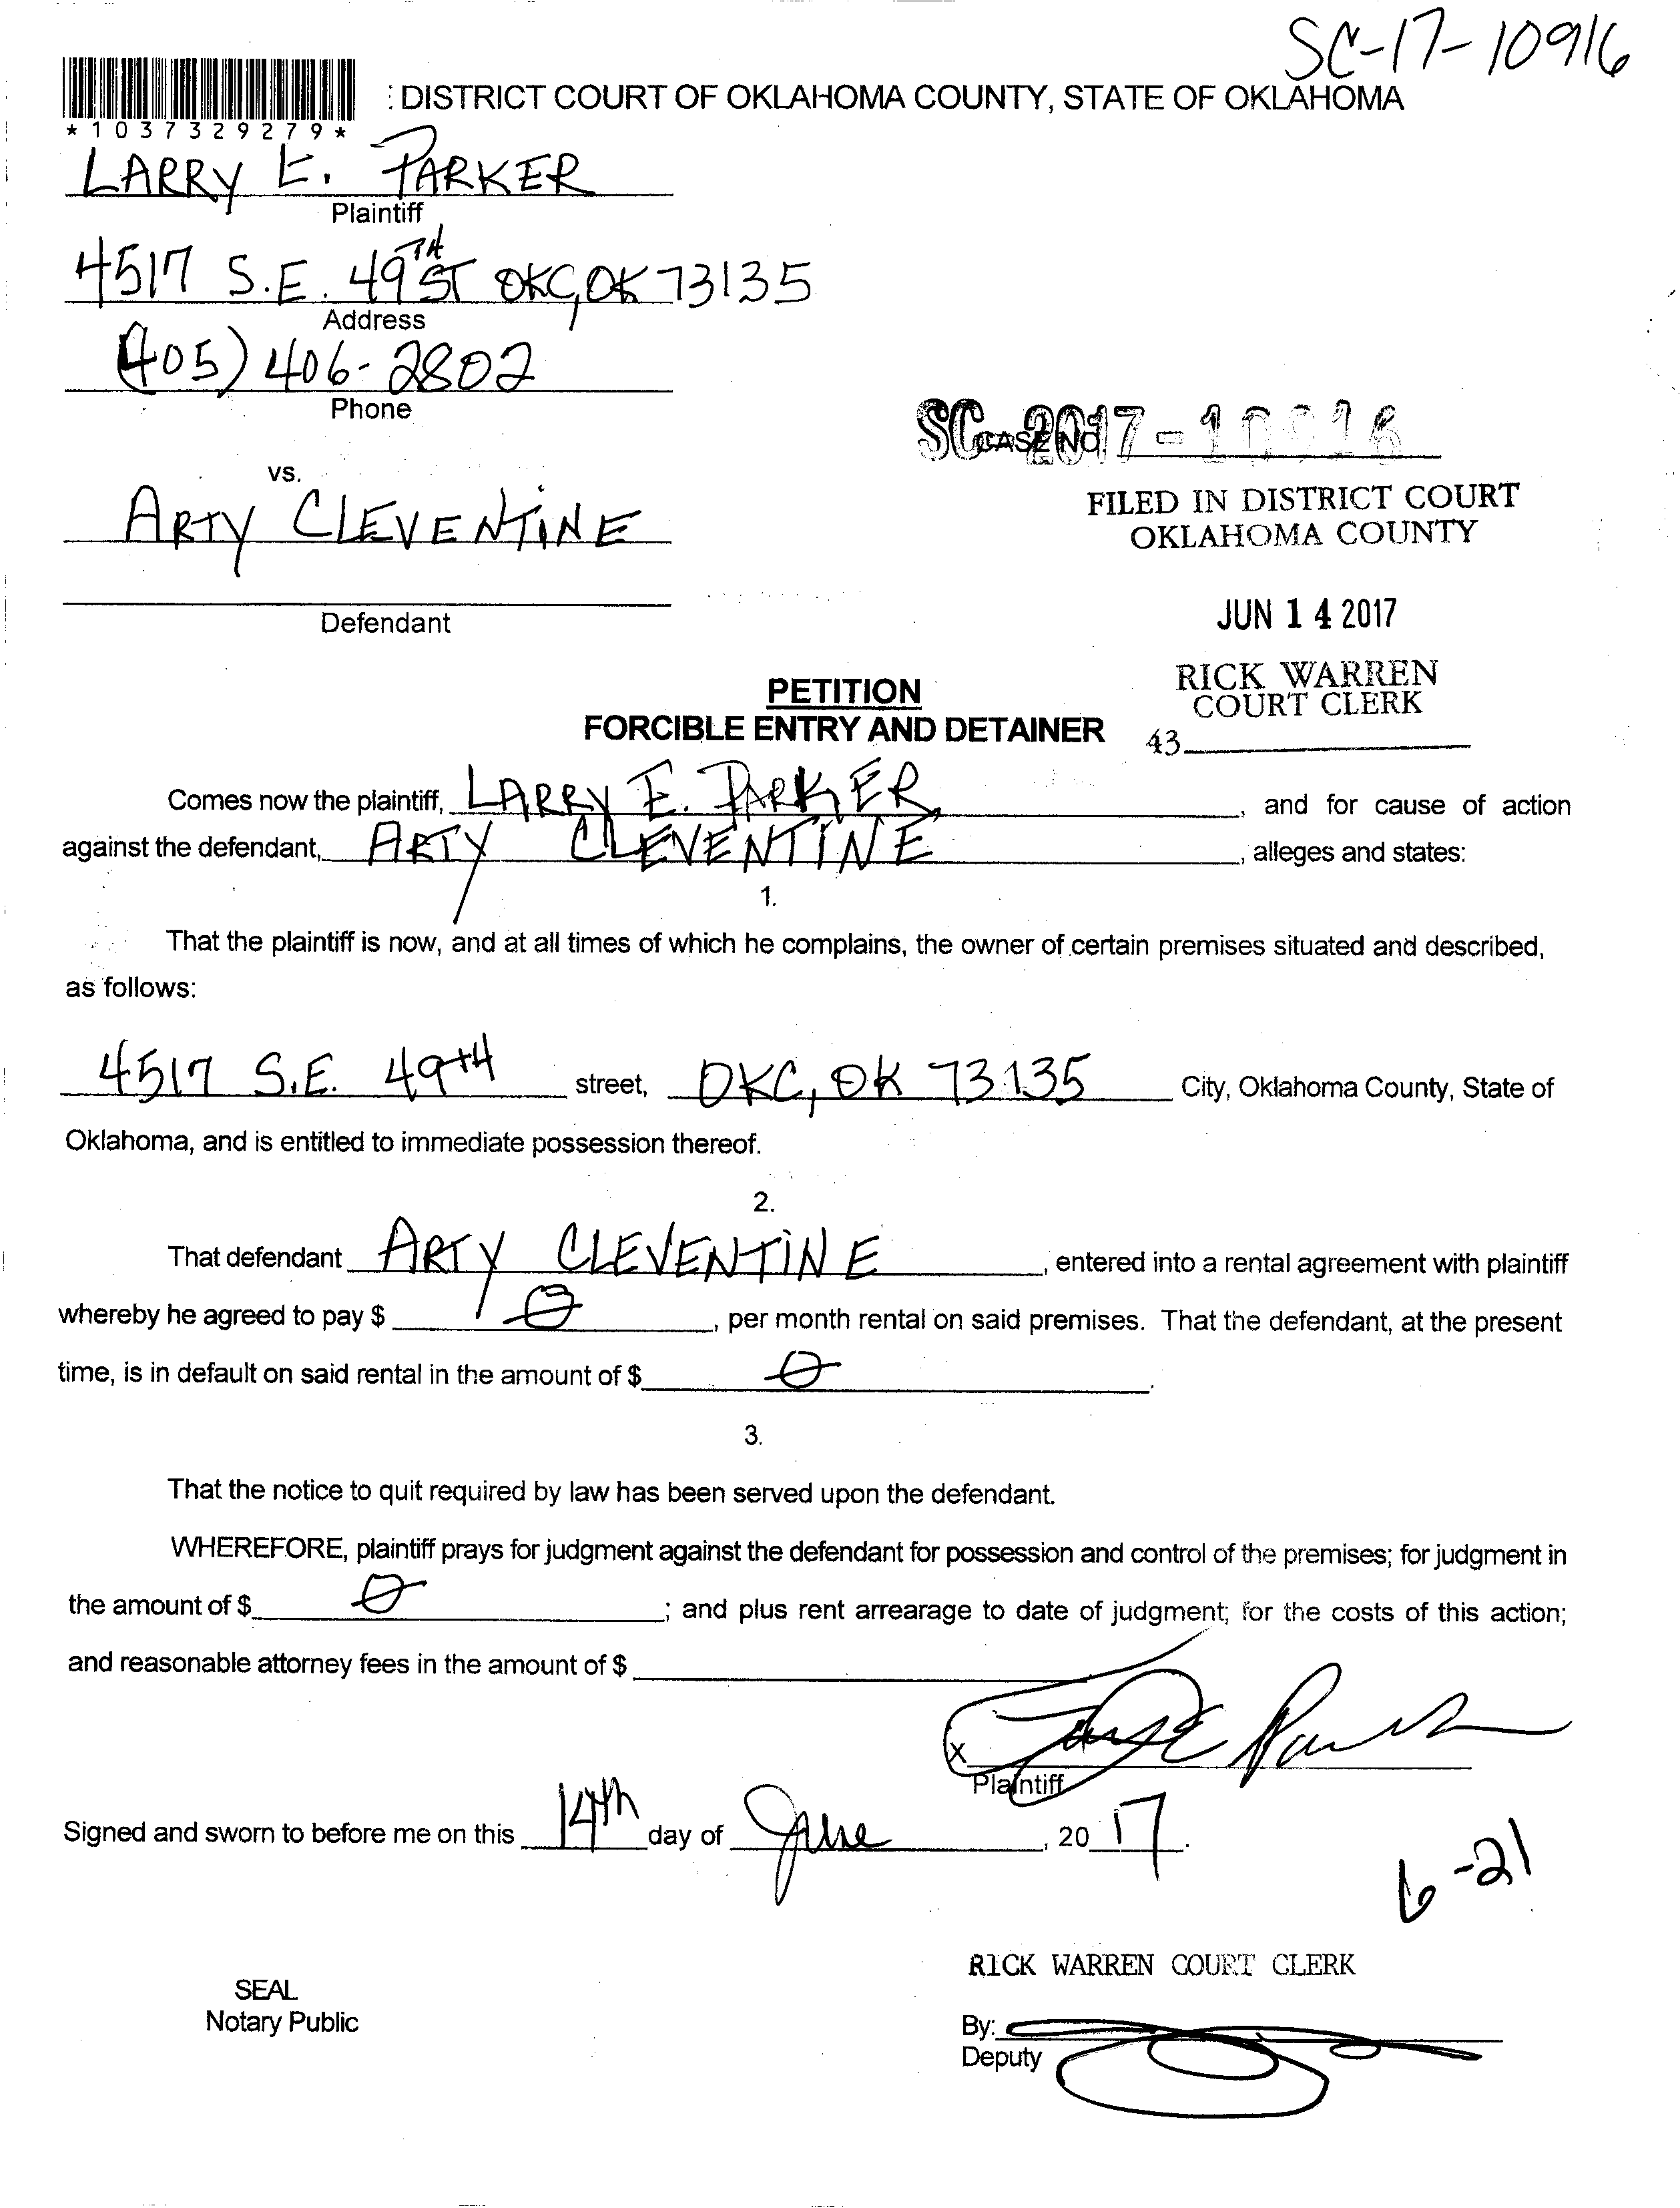 SC-17-10916
: DISTRICT COURT OF OKLAHOMA COUNTY, STATE OF OKLAHOMA
*1037329279*
LARRY E. PARKER
Plaintiff
4517 S.E. 49TH ST OKC, OK 73135
Address
(405) 406-2802
Phone
SC-2017-10916
CASE NO.
vs.
ARTY CLEVENTINE
FILED IN DISTRICT COURT
OKLAHOMA COUNTY
Defendant
JUN 14 2017
RICK WARREN
COURT CLERK
43
PETITION
FORCIBLE ENTRY AND DETAINER
Comes now the plaintiff, LARRY E. PARKER, and for cause of action
against the defendant, ARTY CLEVENTINE, alleges and states:
1.
That the plaintiff is now, and at all times of which he complains, the owner of certain premises situated and described,
as follows:
4517 S.E. 49TH street, OKC, OK 73135 City, Oklahoma County, State of
Oklahoma, and is entitled to immediate possession thereof.
2.
That defendant ARTY CLEVENTINE, entered into a rental agreement with plaintiff
whereby he agreed to pay $ 0, per month rental on said premises. That the defendant, at the present
time, is in default on said rental in the amount of $ 0.
3.
That the notice to quit required by law has been served upon the defendant.
WHEREFORE, plaintiff prays for judgment against the defendant for possession and control of the premises; for judgment in
the amount of $ 0; and plus rent arrearage to date of judgment; for the costs of this action;
and reasonable attorney fees in the amount of $
X Larry E Parker
Plaintiff
Signed and sworn to before me on this 14th day of June, 2017.
6-21
RICK WARREN COURT CLERK
SEAL
Notary Public
By:
Deputy